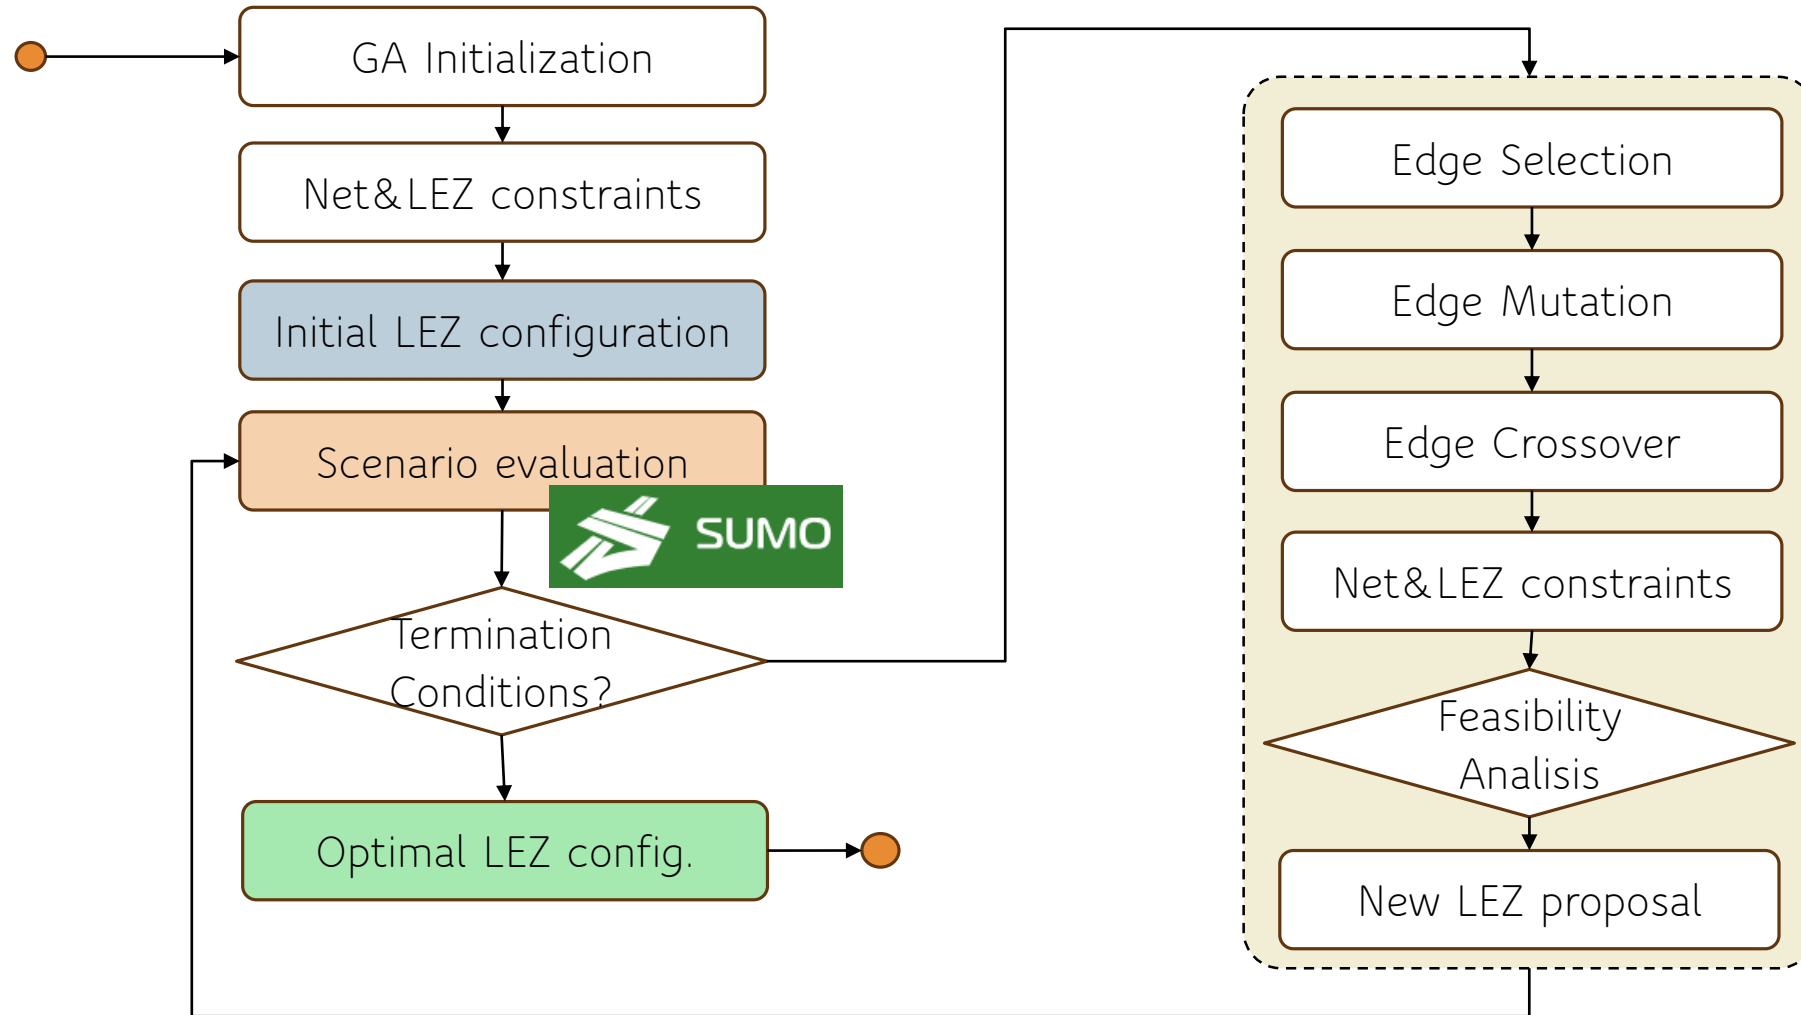 GA Initialization
Net&LEZ constraints
Initial LEZ configuration
Scenario evaluation
SUMO
Termination
Conditions?
Optimal LEZ config.
Edge Selection
Edge Mutation
Edge Crossover
Net&LEZ constraints
Feasibility
Analisis
New LEZ proposal